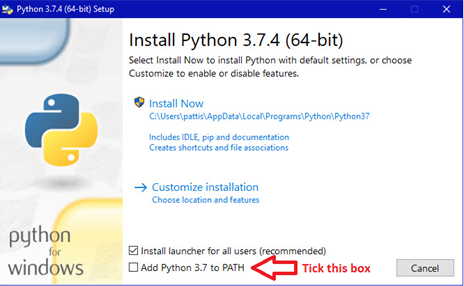 Python 3.7.4 (64-bit) Setup
Install Python 3.7.4 (64-bit)
Select Install Now to install Python with default settings, or choose
Customize to enable or disable features.
Install Now
C:\Users\pattis\AppData\Local\Programs\Python\Python37
Includes IDLE, pip and documentation
Creates shortcuts and file associations
Customize installation
Choose location and features
python
for
windows
Install launcher for all users (recommended)
Add Python 3.7 to PATH
Tick this box
Cancel